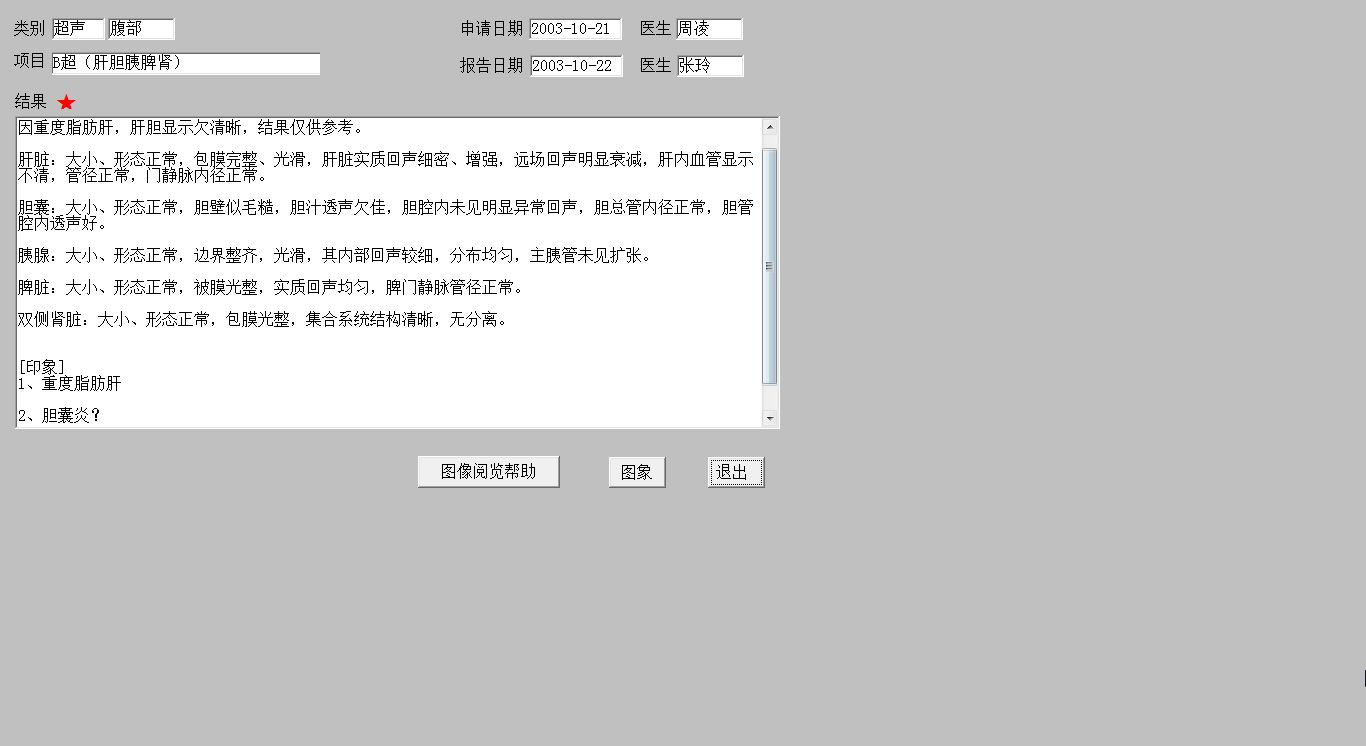 类别 超声 腹部 申请日期 2003-10-21 医生 周凌
项目 B超（肝胆胰脾肾） 报告日期 2003-10-22 医生 张玲
结果 ★
因重度脂肪肝，肝胆显示欠清晰，结果仅供参考。
肝脏：大小、形态正常，包膜完整、光滑，肝脏实质回声细密、增强，远场回声明显衰减，肝内血管显示
不清，管径正常，门静脉内径正常。
胆囊：大小、形态正常，胆壁似毛糙，胆汁透声欠佳，胆腔内未见明显异常回声，胆总管内径正常，胆管
腔内透声好。
胰腺：大小、形态正常，边界整齐，光滑，其内部回声较细，分布均匀，主胰管未见扩张。
脾脏：大小、形态正常，被膜光整，实质回声均匀，脾门静脉管径正常。
双侧肾脏：大小、形态正常，包膜光整，集合系统结构清晰，无分离。
[印象]
1、重度脂肪肝
2、胆囊炎？
图像阅览帮助 图象 退出